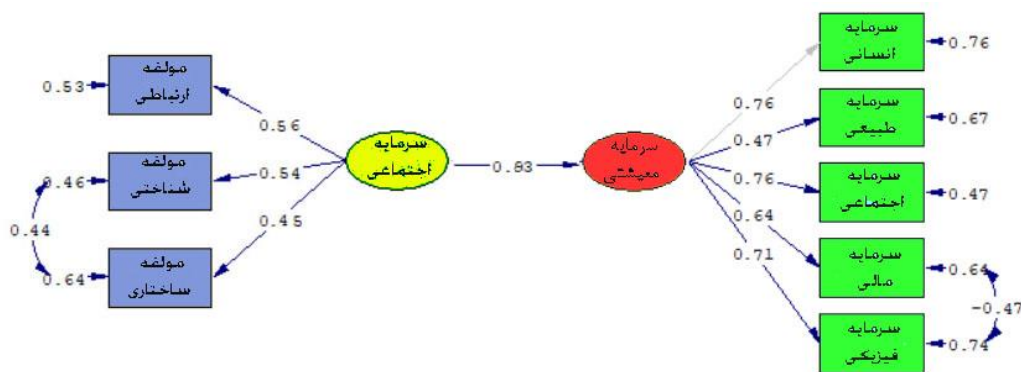 سرمایه
انسانی
0.76
مولفه
ارتباطی
0.53
0.76
سرمایه
طبیعی
0.67
0.56
0.47
مولفه
شناختی
0.46
0.54
سرمایه
اجتماعی
0.83
سرمایه
معیشتی
0.76
سرمایه
اجتماعی
0.47
0.44
0.45
0.64
0.71
مولفه
ساختاری
0.64
سرمایه
مالی
0.64
-0.47
سرمایه
فیزیکی
0.74